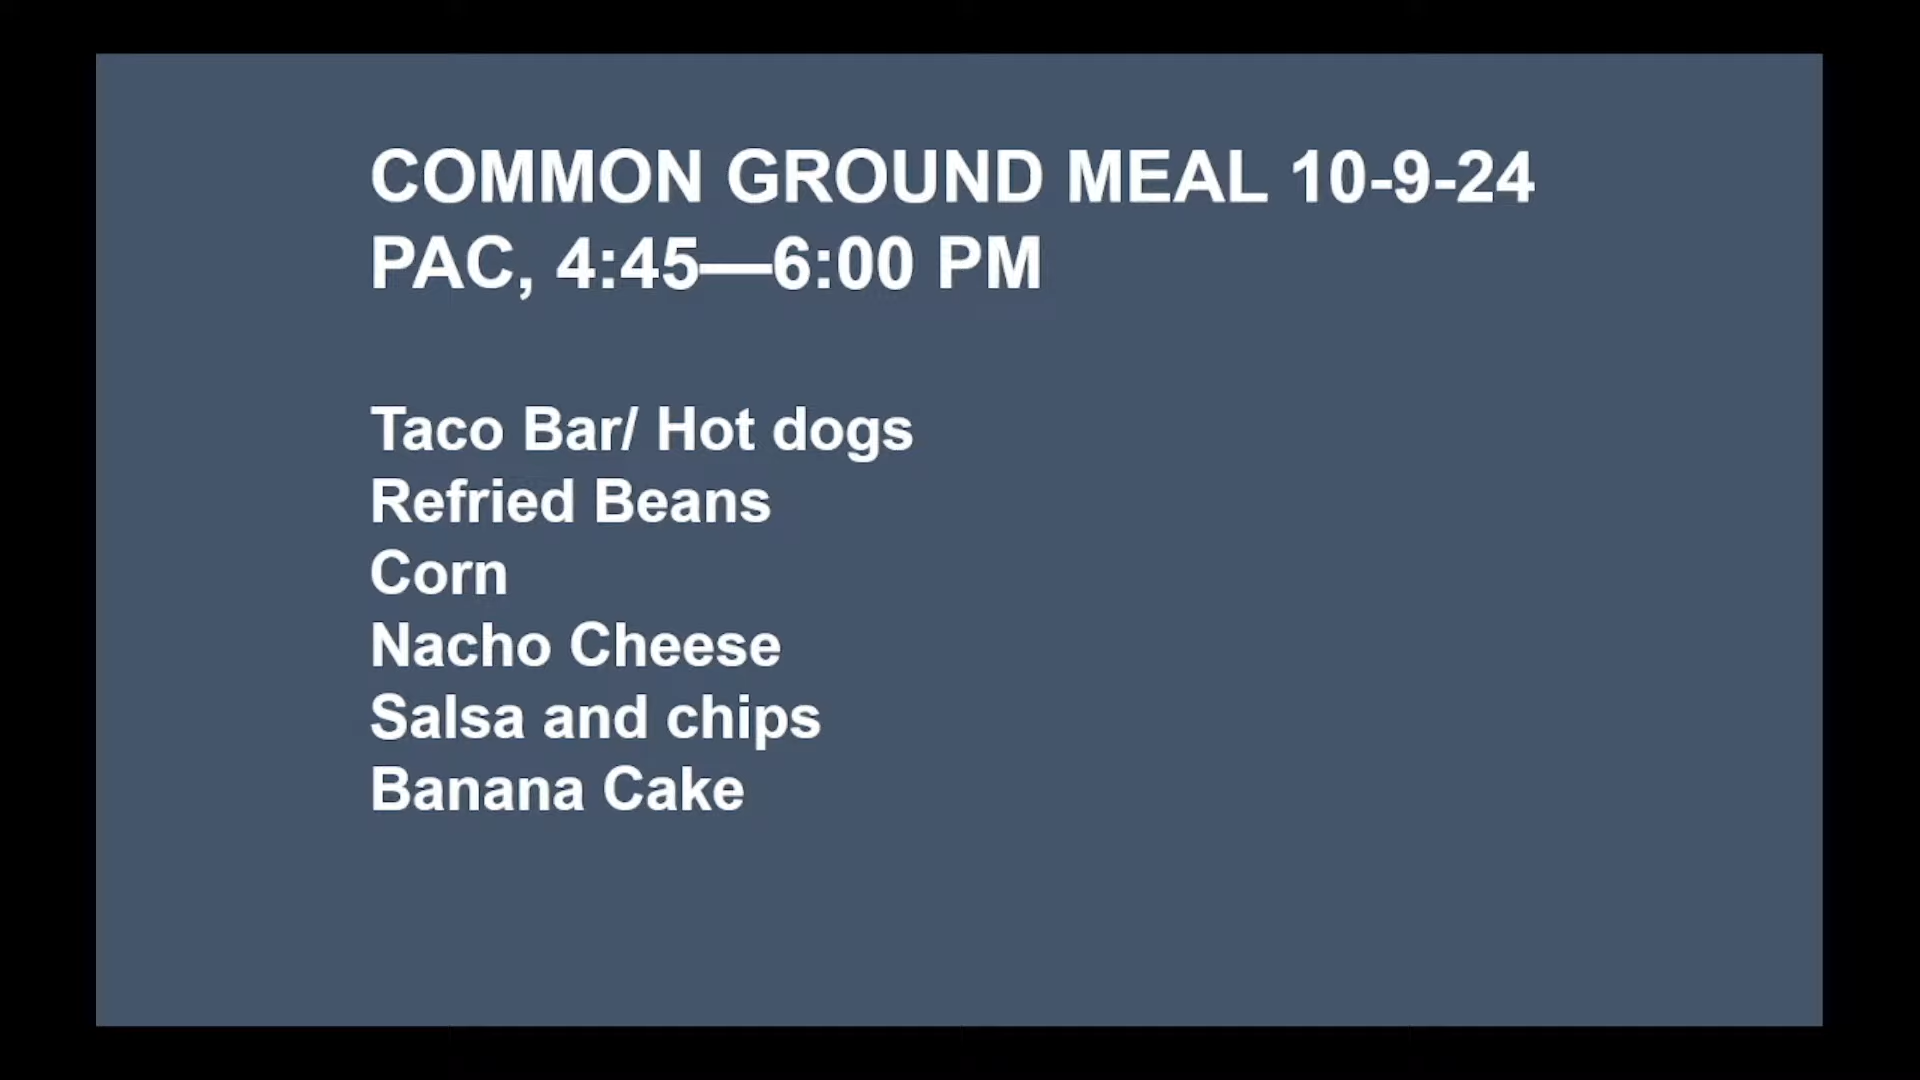 COMMON GROUND MEAL 10-9-24
PAC, 4:45—6:00 PM
Taco Bar/ Hot dogs
Refried Beans
Corn
Nacho Cheese
Salsa and chips
Banana Cake